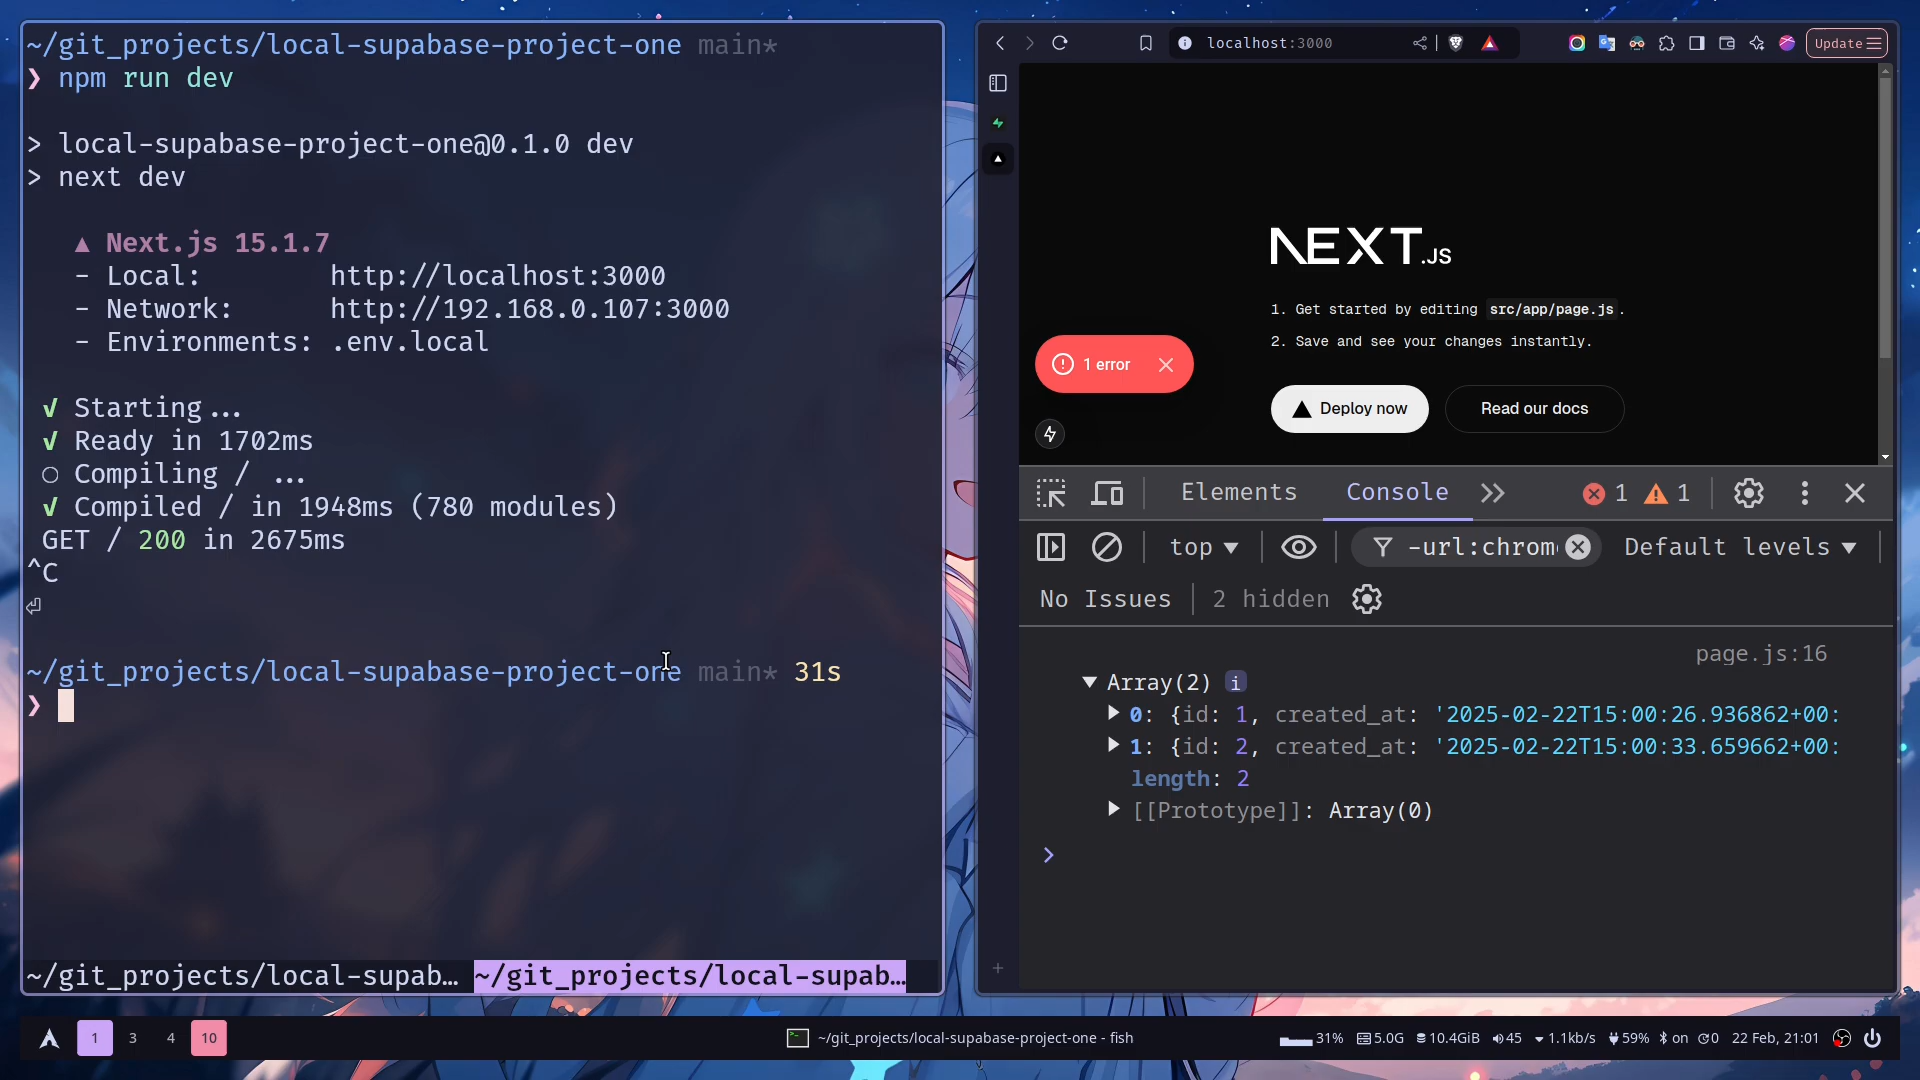 ~/git_projects/local-supabase-project-one main*
❯ npm run dev
> local-supabase-project-one@0.1.0 dev
> next dev
▲ Next.js 15.1.7
- Local: http://localhost:3000
- Network: http://192.168.0.107:3000
- Environments: .env.local
✓ Starting...
✓ Ready in 1702ms
○ Compiling / ...
✓ Compiled / in 1948ms (780 modules)
GET / 200 in 2675ms
^C
⏎
~/git_projects/local-supabase-project-one main* 31s
❯
~/git_projects/local-supab… ~/git_projects/local-supab…
localhost:3000
Update
NEXT.JS
1. Get started by editing src/app/page.js.
2. Save and see your changes instantly.
1 error
Deploy now
Read our docs
Elements Console 1 1
top -url:chrom Default levels
No Issues 2 hidden
page.js:16
Array(2) i
0: {id: 1, created_at: '2025-02-22T15:00:26.936862+00:
1: {id: 2, created_at: '2025-02-22T15:00:33.659662+00:
length: 2
[[Prototype]]: Array(0)
1 3 4 10
~/git_projects/local-supabase-project-one - fish
31% 5.0G 10.4GiB 45 1.1kb/s 59% on 0 22 Feb, 21:01